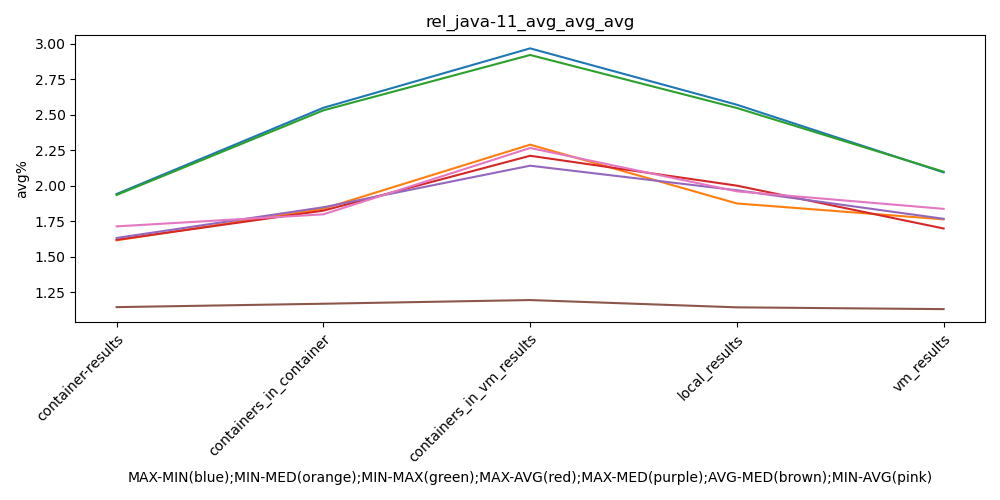 rel_java-11_avg_avg_avg
3.00
2.75
2.50
2.25
2.00
1.75
1.50
1.25
avg%
container-results
containers_in_container
containers_in_vm_results
local_results
vm_results
MAX-MIN(blue);MIN-MED(orange);MIN-MAX(green);MAX-AVG(red);MAX-MED(purple);AVG-MED(brown);MIN-AVG(pink)